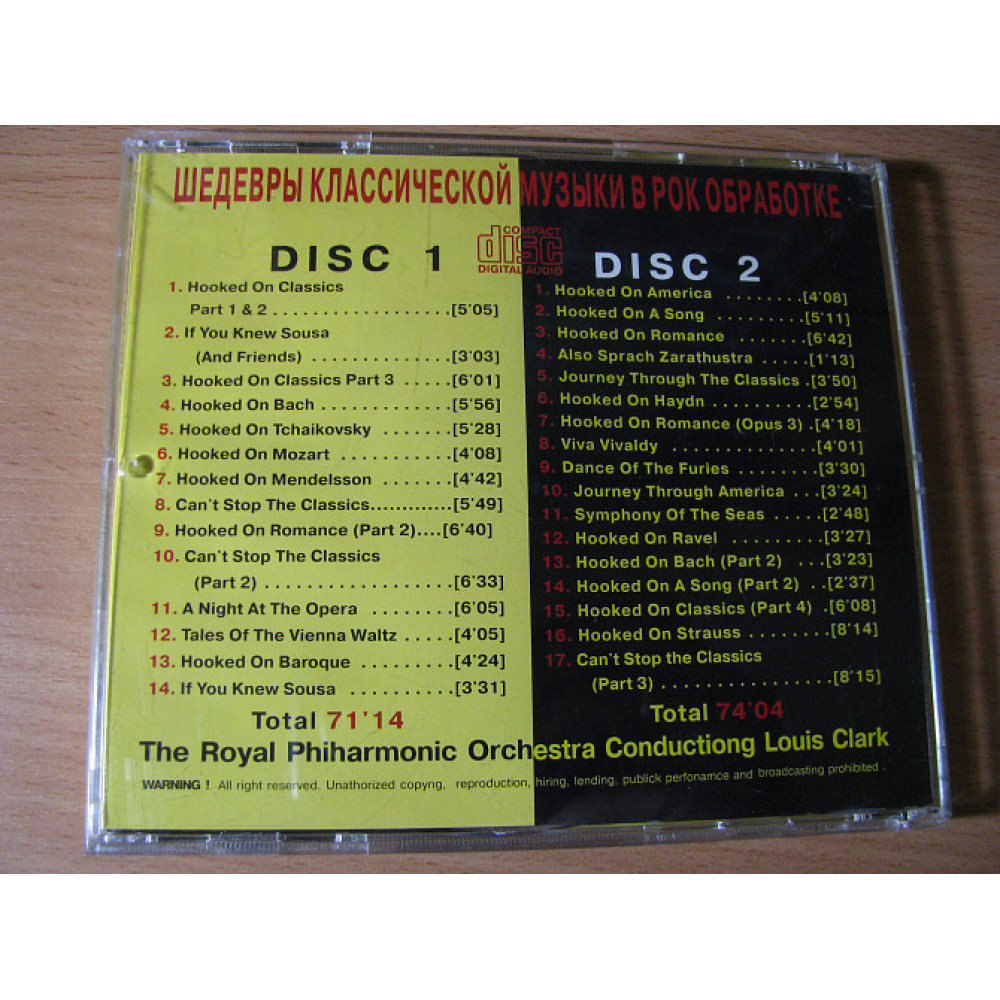 ШЕДЕВРЫ КЛАССИЧЕСКОЙ МУЗЫКИ В РОК ОБРАБОТКЕ
COMPACT
disc
DIGITAL AUDIO
DISC 1
1. Hooked On Classics
Part 1 & 2 . . . . . . . . . . . . . . . . . . .[5'05]
2. If You Knew Sousa
(And Friends) . . . . . . . . . . . . . . .[3'03]
3. Hooked On Classics Part 3 . . . . .[6'01]
4. Hooked On Bach . . . . . . . . . . . . . .[5'56]
5. Hooked On Tchaikovsky . . . . . . .[5'28]
6. Hooked On Mozart . . . . . . . . . . . .[4'08]
7. Hooked On Mendelsson . . . . . . .[4'42]
8. Can't Stop The Classics.............[5'49]
9. Hooked On Romance (Part 2)....[6'40]
10. Can't Stop The Classics
(Part 2) . . . . . . . . . . . . . . . . . . .[6'33]
11. A Night At The Opera . . . . . . . .[6'05]
12. Tales Of The Vienna Waltz . . . . .[4'05]
13. Hooked On Baroque . . . . . . . . .[4'24]
14. If You Knew Sousa . . . . . . . . . .[3'31]
Total 71'14
DISC 2
1. Hooked On America . . . . . . . .[4'08]
2. Hooked On A Song . . . . . . . . .[5'11]
3. Hooked On Romance . . . . . . .[6'42]
4. Also Sprach Zarathustra . . . . .[1'13]
5. Journey Through The Classics .[3'50]
6. Hooked On Haydn . . . . . . . . . .[2'54]
7. Hooked On Romance (Opus 3) .[4'18]
8. Viva Vivaldy . . . . . . . . . . . .[4'01]
9. Dance Of The Furies . . . . . . . .[3'30]
10. Journey Through America . . .[3'24]
11. Symphony Of The Seas . . . . .[2'48]
12. Hooked On Ravel . . . . . . . . .[3'27]
13. Hooked On Bach (Part 2) . . .[3'23]
14. Hooked On A Song (Part 2) . .[2'37]
15. Hooked On Classics (Part 4) .[6'08]
16. Hooked On Strauss . . . . . . . .[8'14]
17. Can't Stop the Classics
(Part 3) . . . . . . . . . . . . . . . . .[8'15]
Total 74'04
The Royal Phiharmonic Orchestra Conductiong Louis Clark
WARNING ! All right reserved. Unathorized copyng, reproduction, hiring, lending, publick perfonamce and broadcasting prohibited .